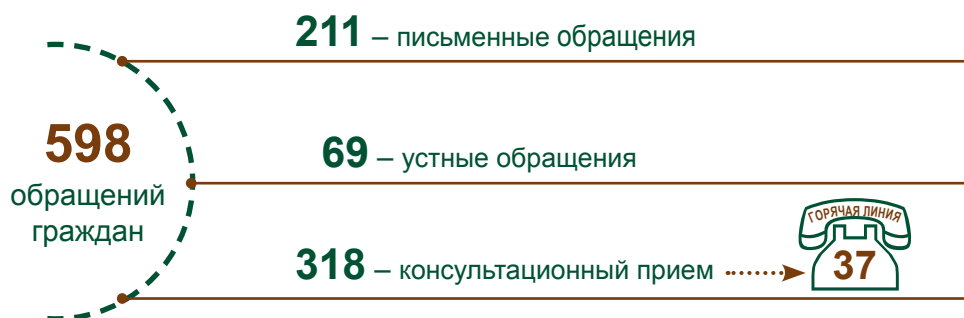 211 – письменные обращения
598
обращений
граждан
69 – устные обращения
ГОРЯЧАЯ ЛИНИЯ
318 – консультационный прием
37